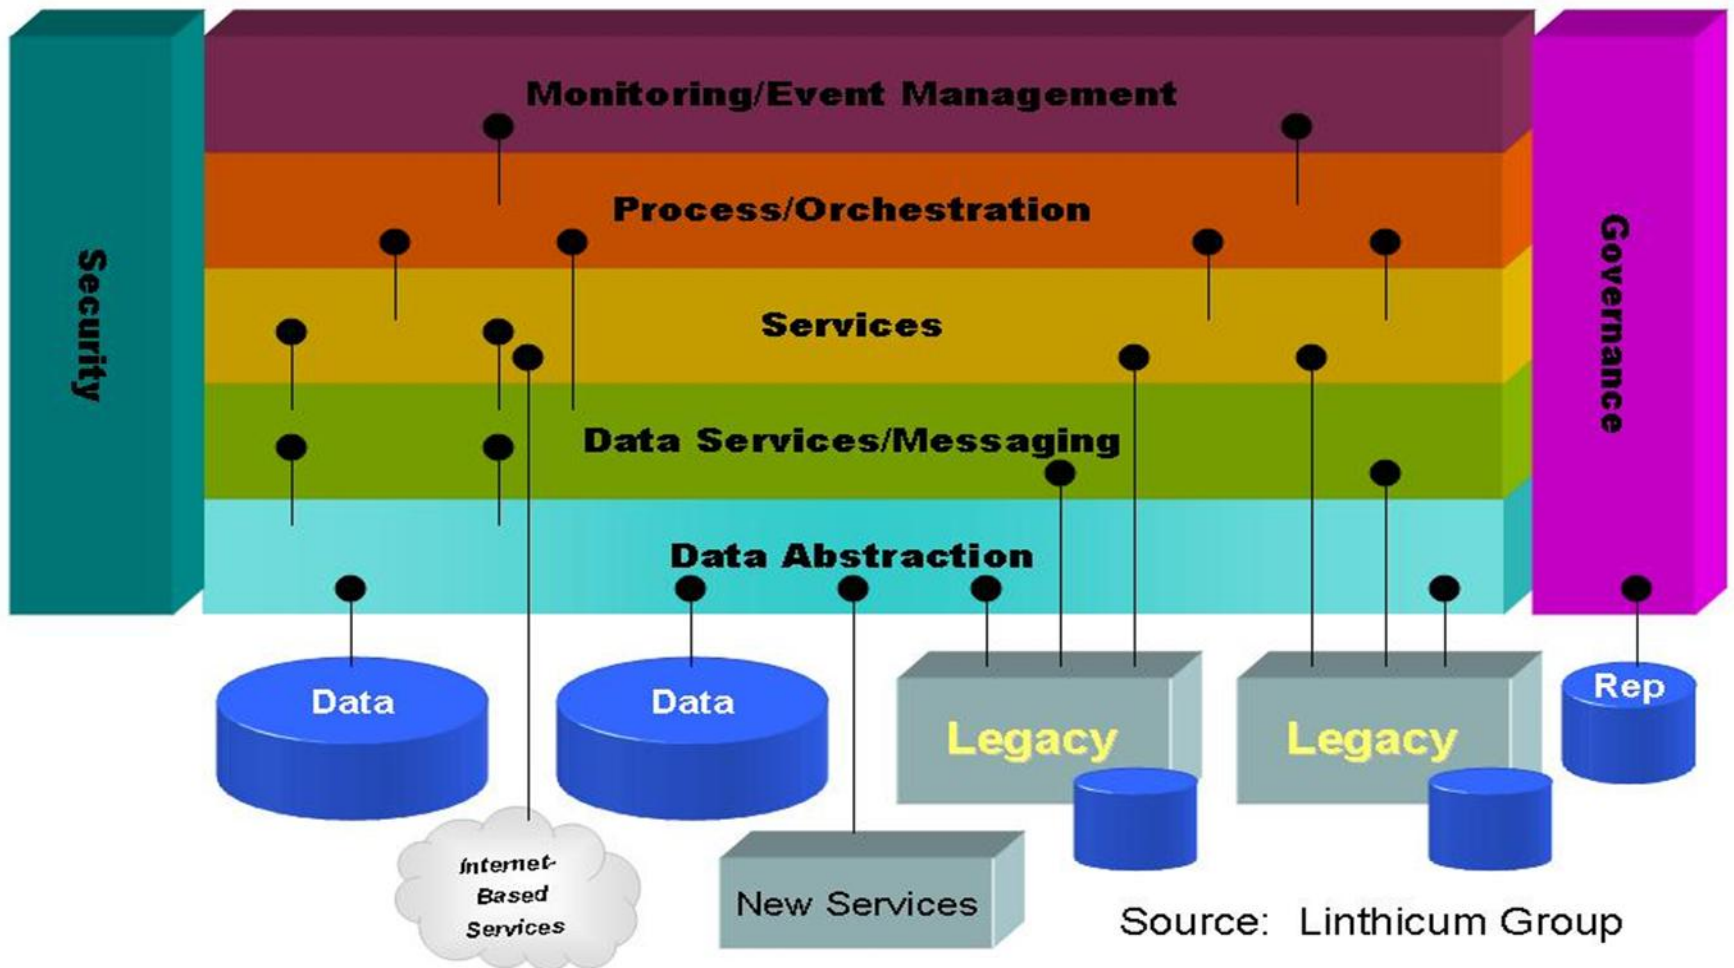 Monitoring/Event Management
Process/Orchestration
Services
Data Services/Messaging
Data Abstraction
Security
Governance
Data
Data
Legacy
Legacy
Rep
Internet-
Based
Services
New Services
Source: Linthicum Group